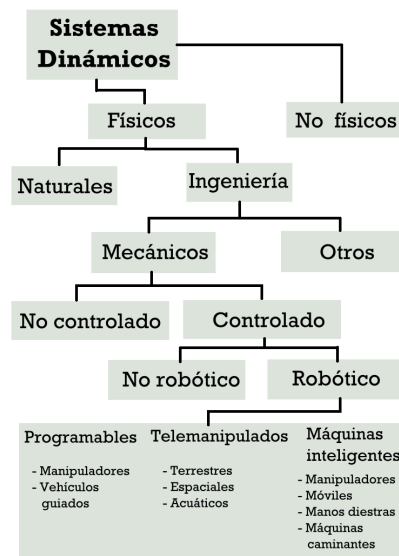 Sistemas
Dinámicos
Físicos
No físicos
Naturales
Ingeniería
Mecánicos
Otros
No controlado
Controlado
No robótico
Robótico
Programables
- Manipuladores
- Vehículos
guiados
Telemanipulados
- Terrestres
- Espaciales
- Acuáticos
Máquinas
inteligentes
- Manipuladores
- Móviles
- Manos diestras
- Máquinas
caminantes